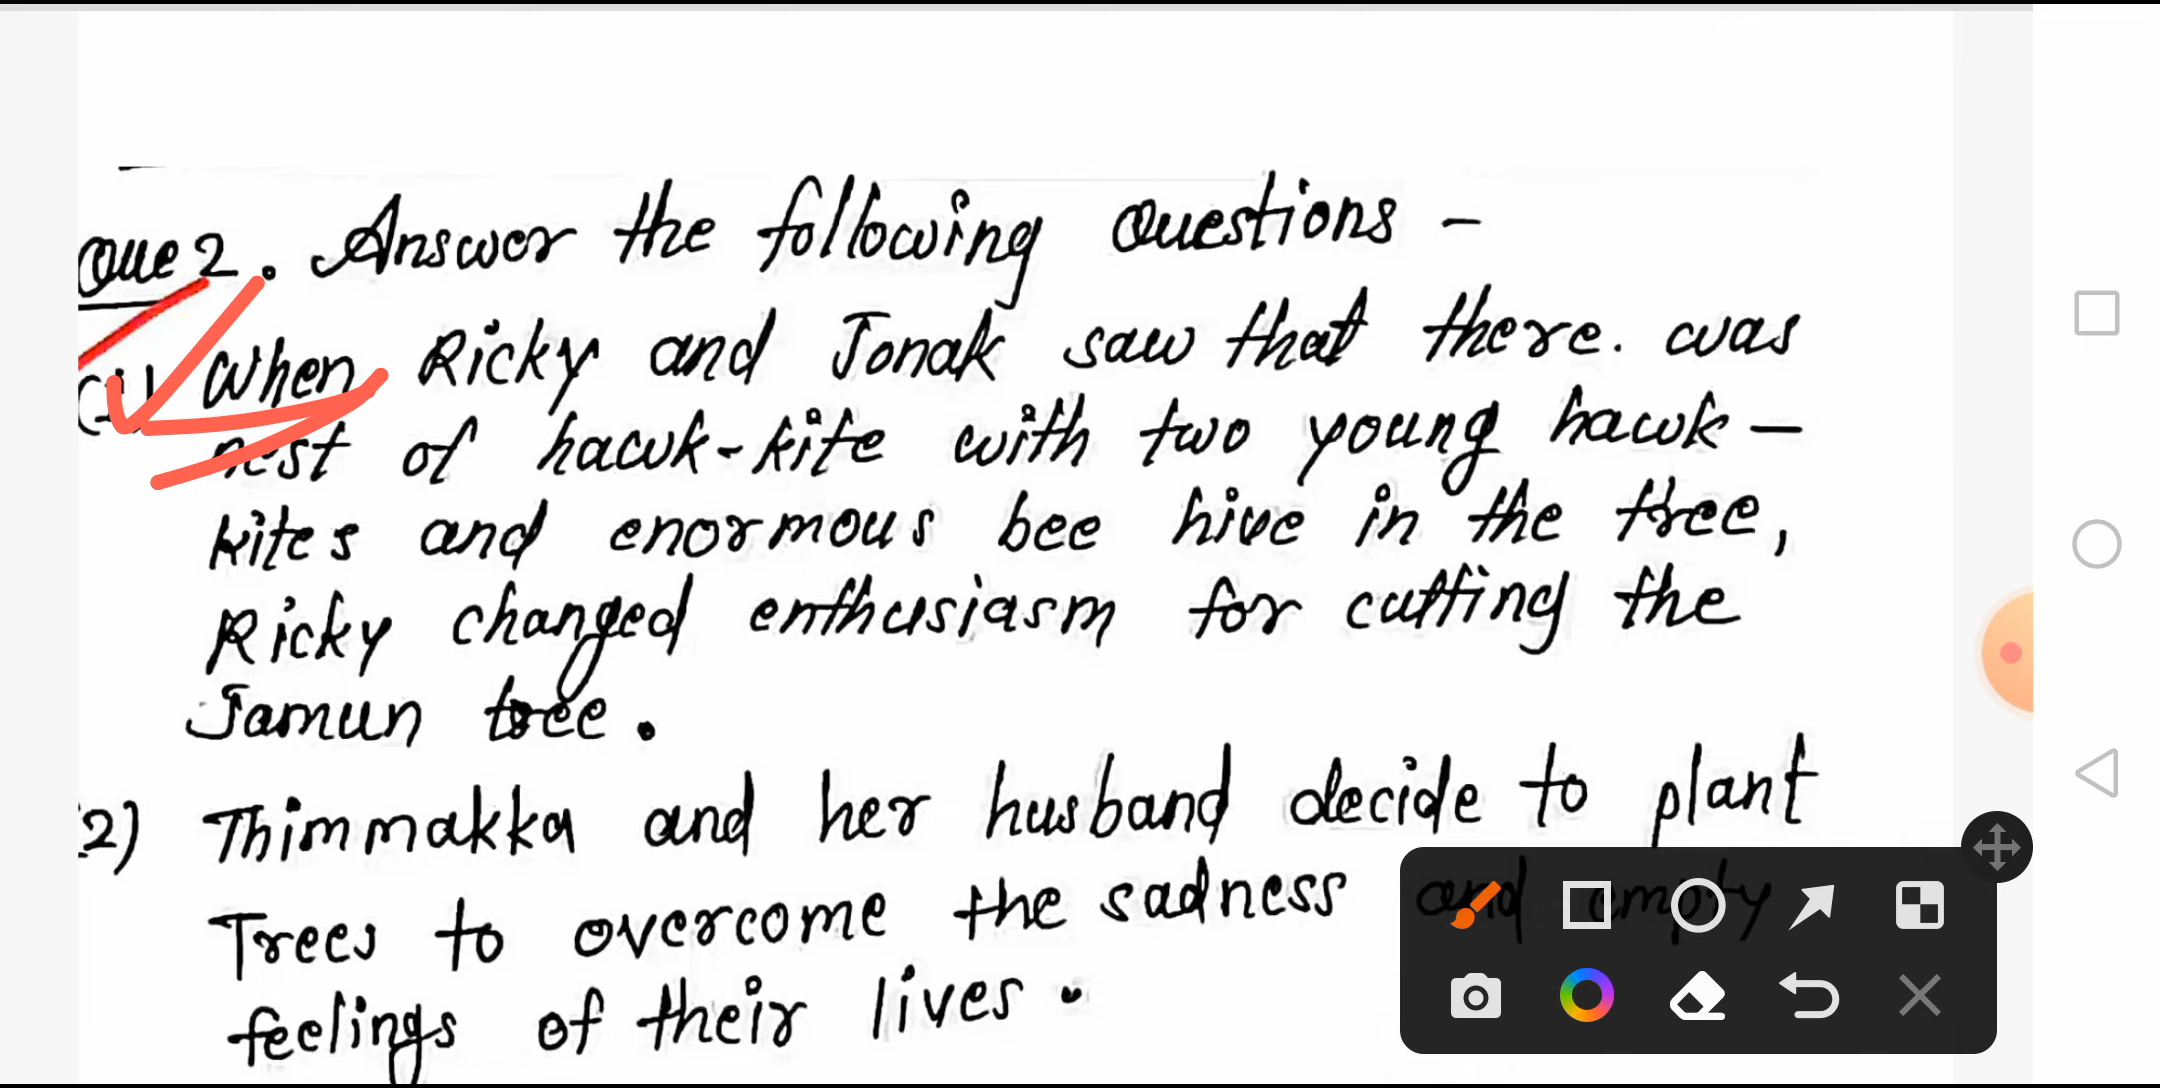 Que 2. Answer the following Questions -
(1) When Ricky and Jonak saw that there. was
nest of hawk-kite with two young hawk-
kites and enormous bee hive in the tree,
Ricky changed enthusiasm for cutting the
Jamun tree.
2) Thimmakka and her husband decide to plant
Trees to overcome the sadness and empty
feelings of their lives.